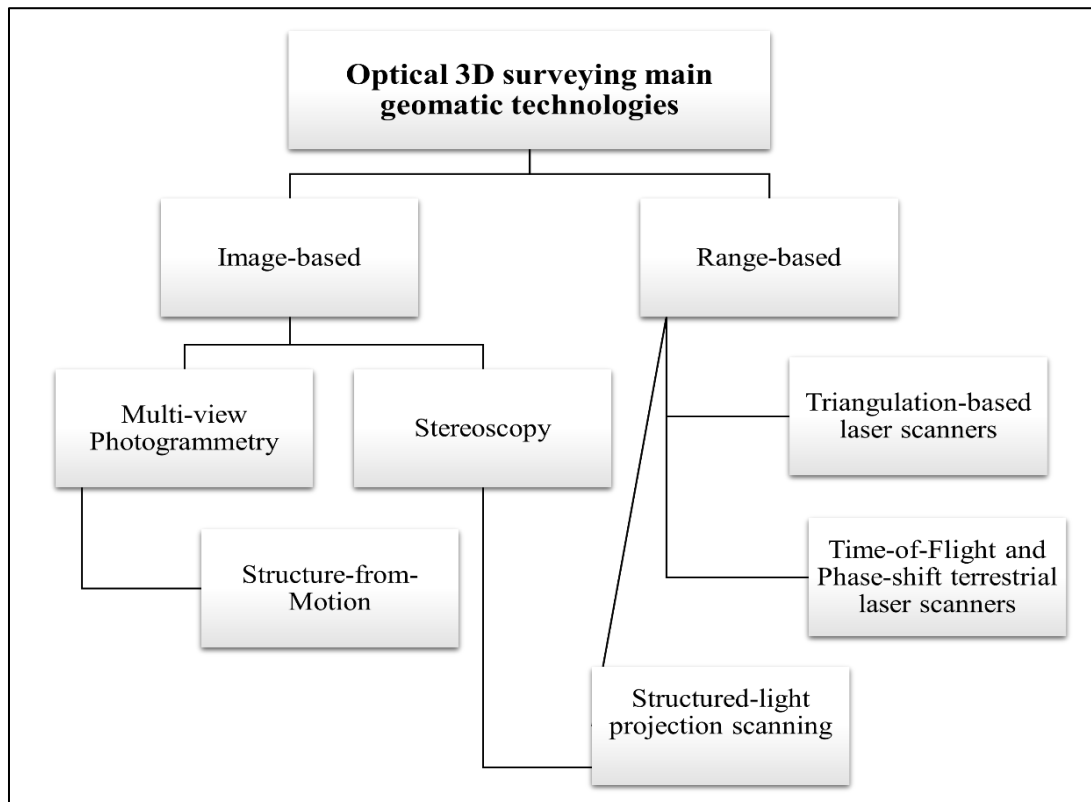 Optical 3D surveying main
geomatic technologies
Image-based
Range-based
Multi-view
Photogrammetry
Stereoscopy
Triangulation-based
laser scanners
Structure-from-
Motion
Time-of-Flight and
Phase-shift terrestrial
laser scanners
Structured-light
projection scanning